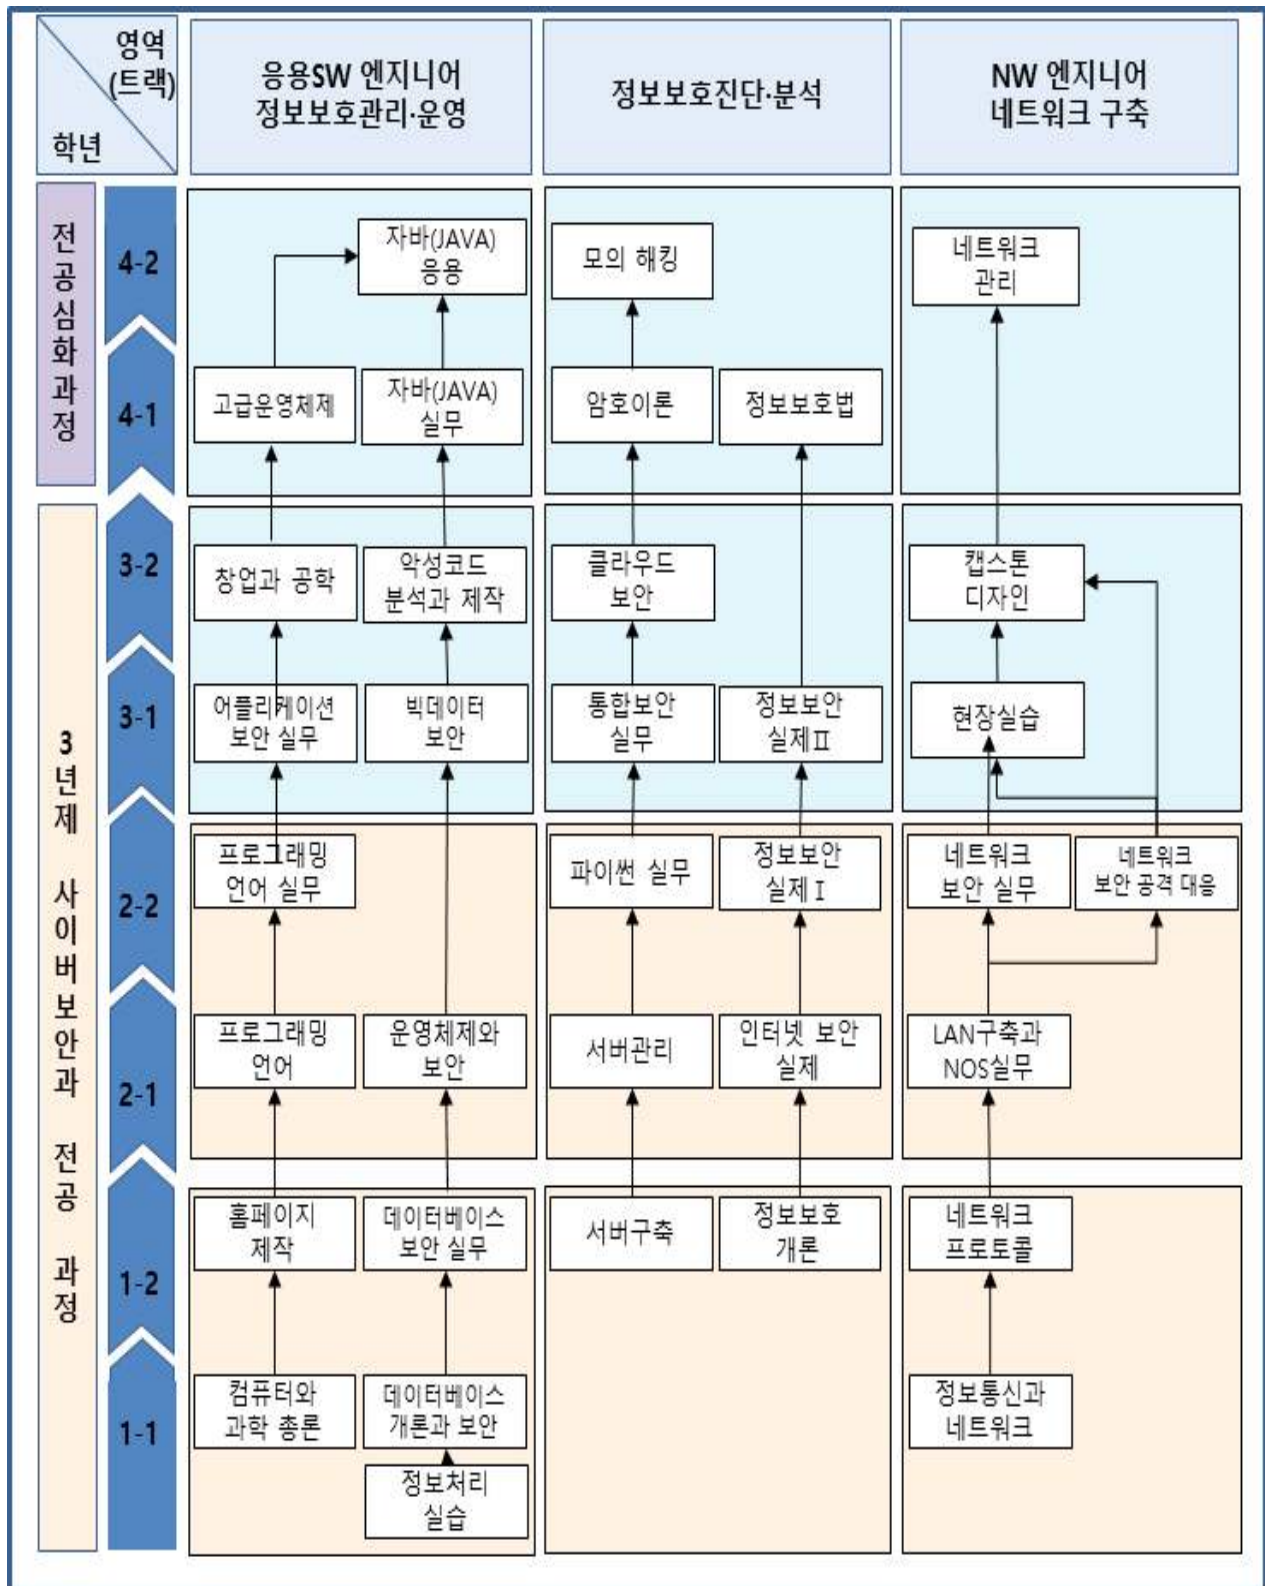 영역
(트랙)
학년
응용SW 엔지니어
정보보호관리·운영
정보보호진단·분석
NW 엔지니어
네트워크 구축
전공심화과정
4-2
자바(JAVA)
응용
모의 해킹
네트워크
관리
4-1
고급운영체제
자바(JAVA)
실무
암호이론
정보보호법
3년제 사이버보안과 전공 과정
3-2
창업과 공학
악성코드
분석과 제작
클라우드
보안
캡스톤
디자인
3-1
어플리케이션
보안 실무
빅데이터
보안
통합보안
실무
정보보안
실제Ⅱ
현장실습
2-2
프로그래밍
언어 실무
파이썬 실무
정보보안
실제Ⅰ
네트워크
보안 실무
네트워크
보안 공격 대응
2-1
프로그래밍
언어
운영체제와
보안
서버관리
인터넷 보안
실제
LAN구축과
NOS실무
1-2
홈페이지
제작
데이터베이스
보안 실무
서버구축
정보보호
개론
네트워크
프로토콜
1-1
컴퓨터와
과학 총론
데이터베이스
개론과 보안
정보통신과
네트워크
정보처리
실습